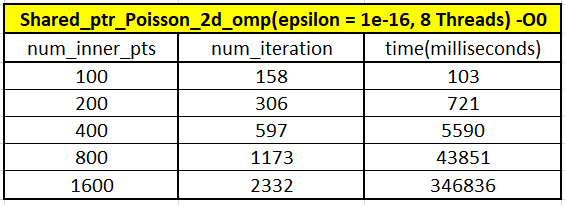 Shared_ptr_Poisson_2d_omp(epsilon = 1e-16, 8 Threads) -O0
num_inner_pts num_iteration time(milliseconds)
100 158 103
200 306 721
400 597 5590
800 1173 43851
1600 2332 346836